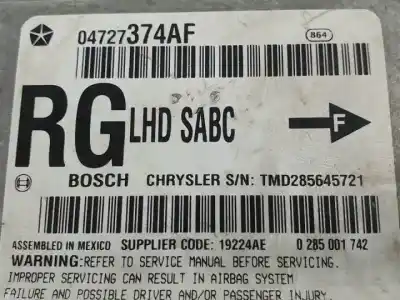 04727374AF
864
RG LHD SABC
F
BOSCH CHRYSLER S/N: TMD285645721
ASSEMBLED IN MEXICO SUPPLIER CODE: 19224AE 0 285 001 742
WARNING: REFER TO SERVICE MANUAL BEFORE SERVICING.
IMPROPER SERVICING CAN RESULT IN AIRBAG SYSTEM
FAILURE AND POSSIBLE DRIVER AND/OR PASSENGER INJURY.